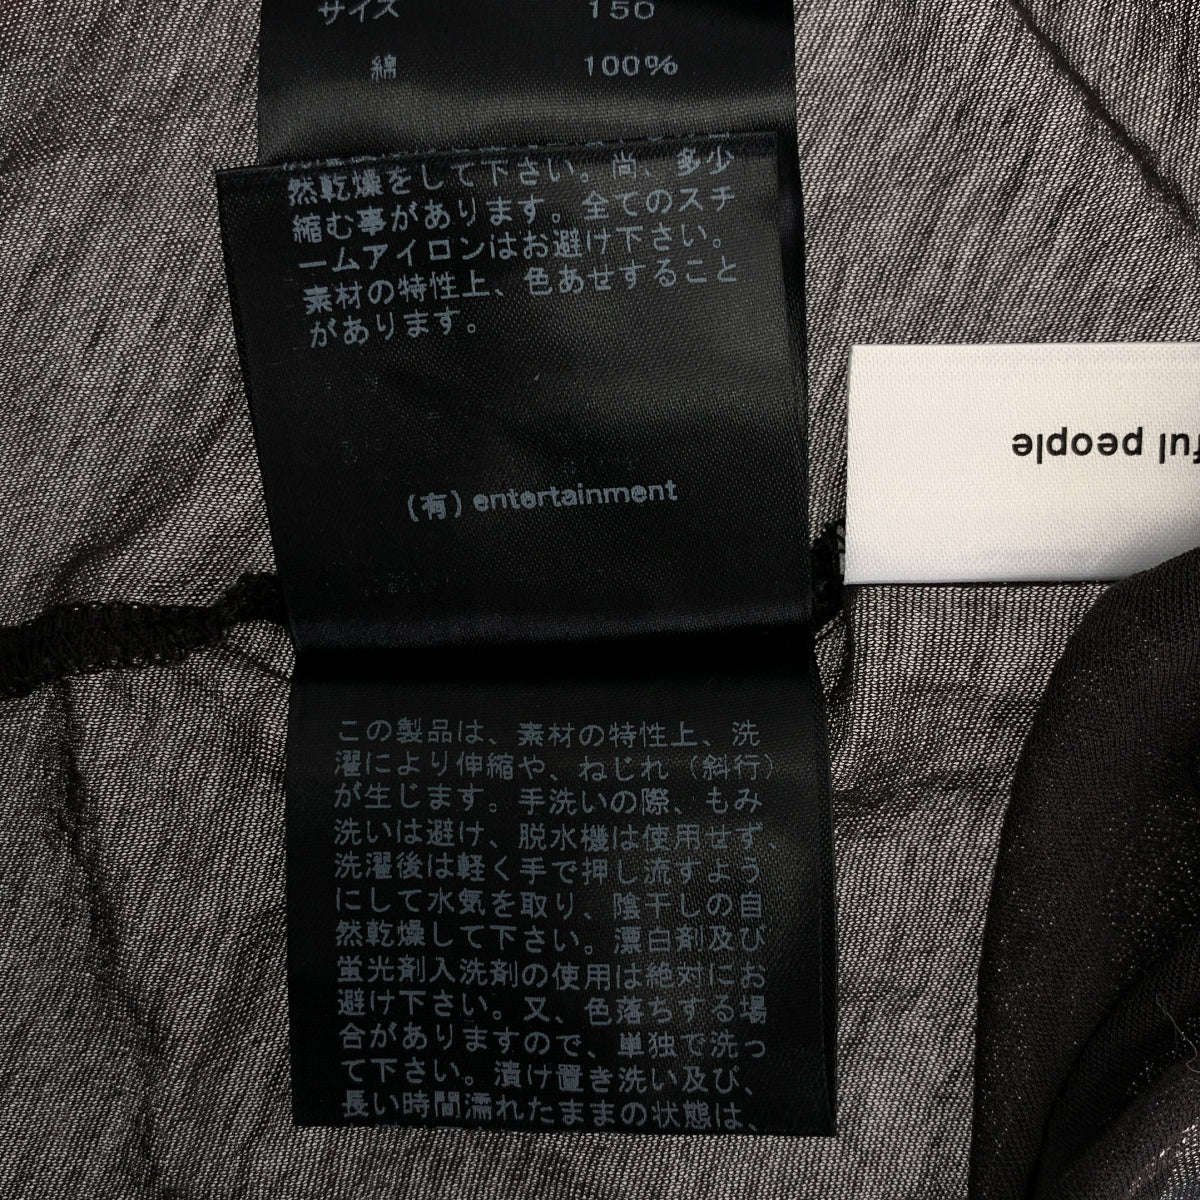 サイズ 150
綿 100%
然乾燥をして下さい。尚、多少
縮む事があります。全てのスチ
ームアイロンはお避け下さい。
素材の特性上、色あせすること
があります。
(有) entertainment
ful people
この製品は、素材の特性上、洗
濯により伸縮や、ねじれ（斜行）
が生じます。手洗いの際、もみ
洗いは避け、脱水機は使用せず、
洗濯後は軽く手で押し流すよう
にして水気を取り、陰干しの自
然乾燥して下さい。漂白剤及び
蛍光剤入洗剤の使用は絶対にお
避け下さい。又、色落ちする場
合がありますので、単独で洗っ
て下さい。漬け置き洗い及び、
長い時間濡れたままの状態は、